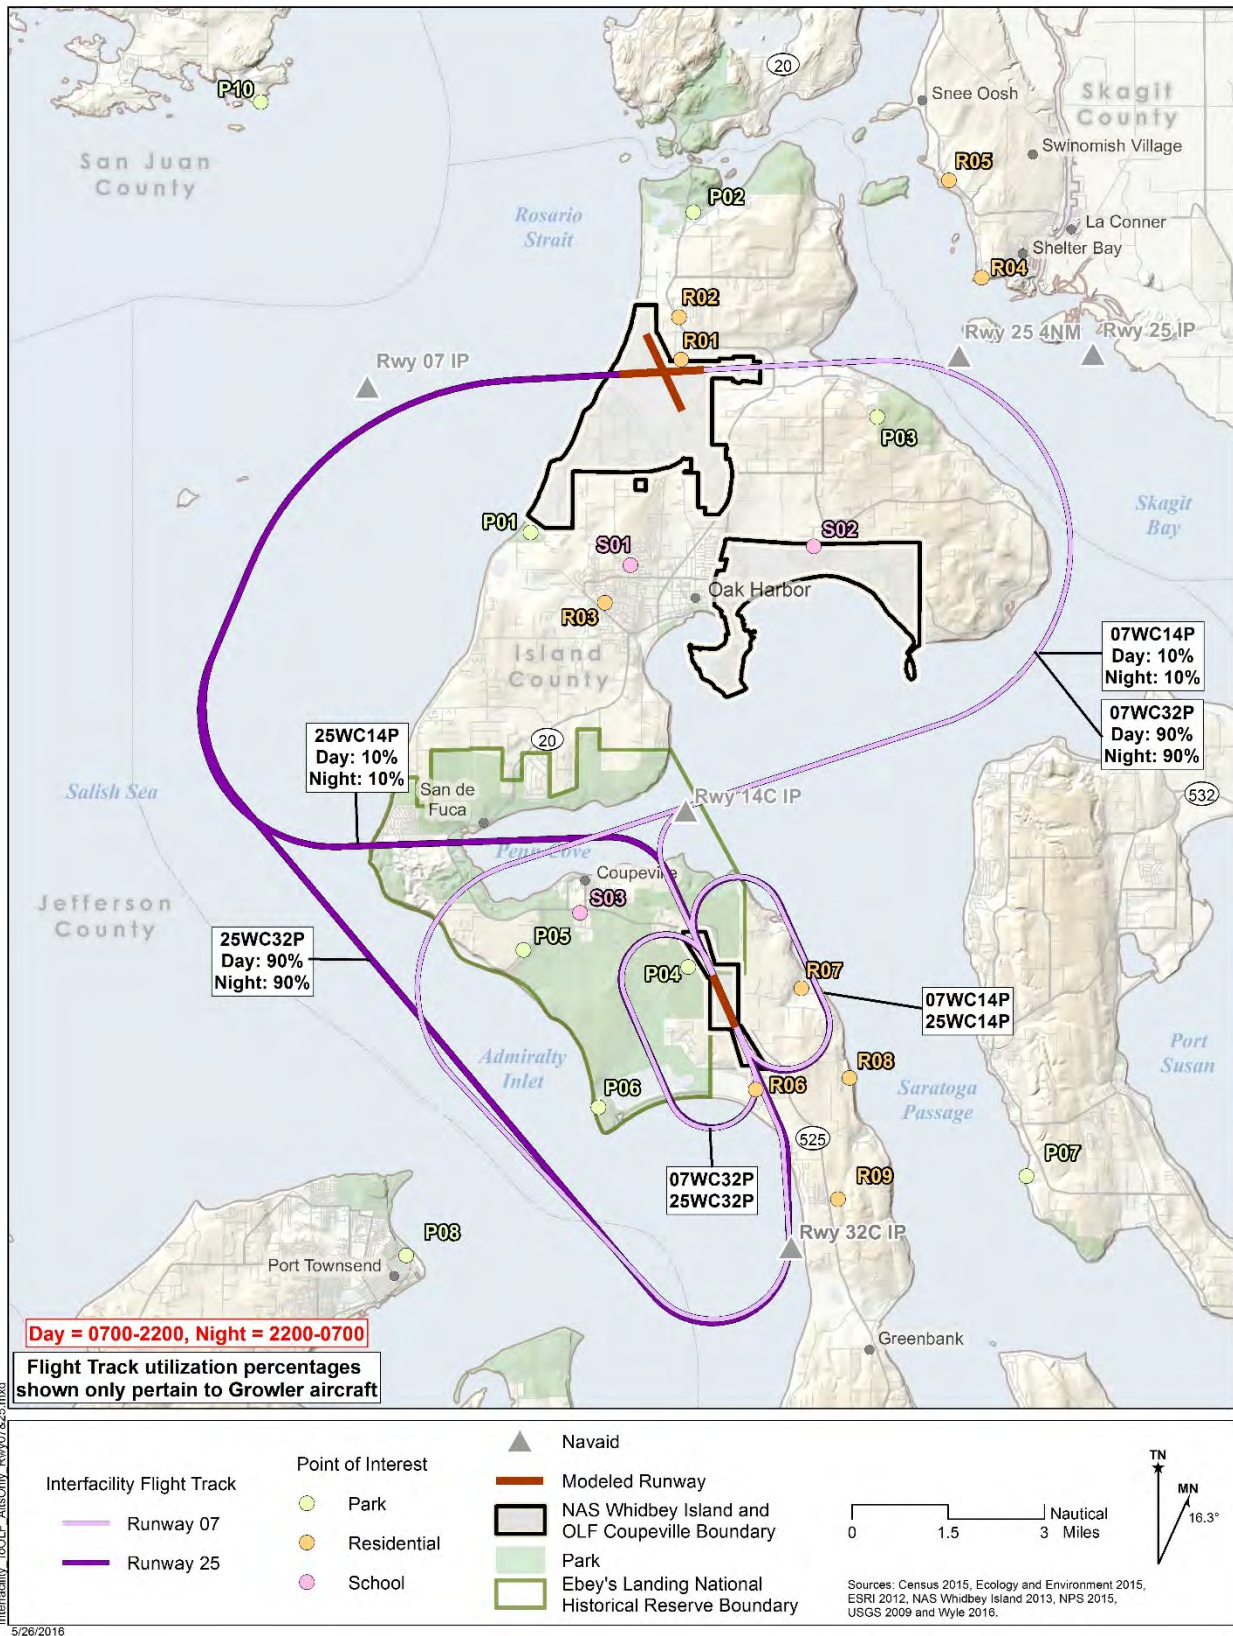 20
Snee Oosh
Skagit
County
P10
San Juan
County
Swinomish Village
R05
P02
Rosario
Strait
La Conner
Shelter Bay
R04
R02
R01
Rwy 07 IP
Rwy 25 4NM
Rwy 25 IP
P03
Skagit
Bay
P01
S01
S02
Oak Harbor
R03
Island
County
07WC14P
Day: 10%
Night: 10%
07WC32P
Day: 90%
Night: 90%
25WC14P
Day: 10%
Night: 10%
20
San de
Fuca
Salish Sea
Rwy 14C IP
532
Penn Cove
Coupeville
Jefferson
County
S03
25WC32P
Day: 90%
Night: 90%
P05
P04
R07
07WC14P
25WC14P
Admiralty
Inlet
Port
Susan
R08
R06
Saratoga
Passage
P06
525
07WC32P
25WC32P
P07
R09
Rwy 32C IP
P08
Port Townsend
Greenbank
Day = 0700-2200, Night = 2200-0700
Flight Track utilization percentages
shown only pertain to Growler aircraft
Interfacility Flight Track
Runway 07
Runway 25
Point of Interest
Park
Residential
School
Navaid
Modeled Runway
NAS Whidbey Island and
OLF Coupeville Boundary
Park
Ebey's Landing National
Historical Reserve Boundary
0 1.5 3 Nautical
Miles
TN
MN
16.3°
Sources: Census 2015, Ecology and Environment 2015,
ESRI 2012, NAS Whidbey Island 2013, NPS 2015,
USGS 2009 and Wyle 2016.
5/26/2016